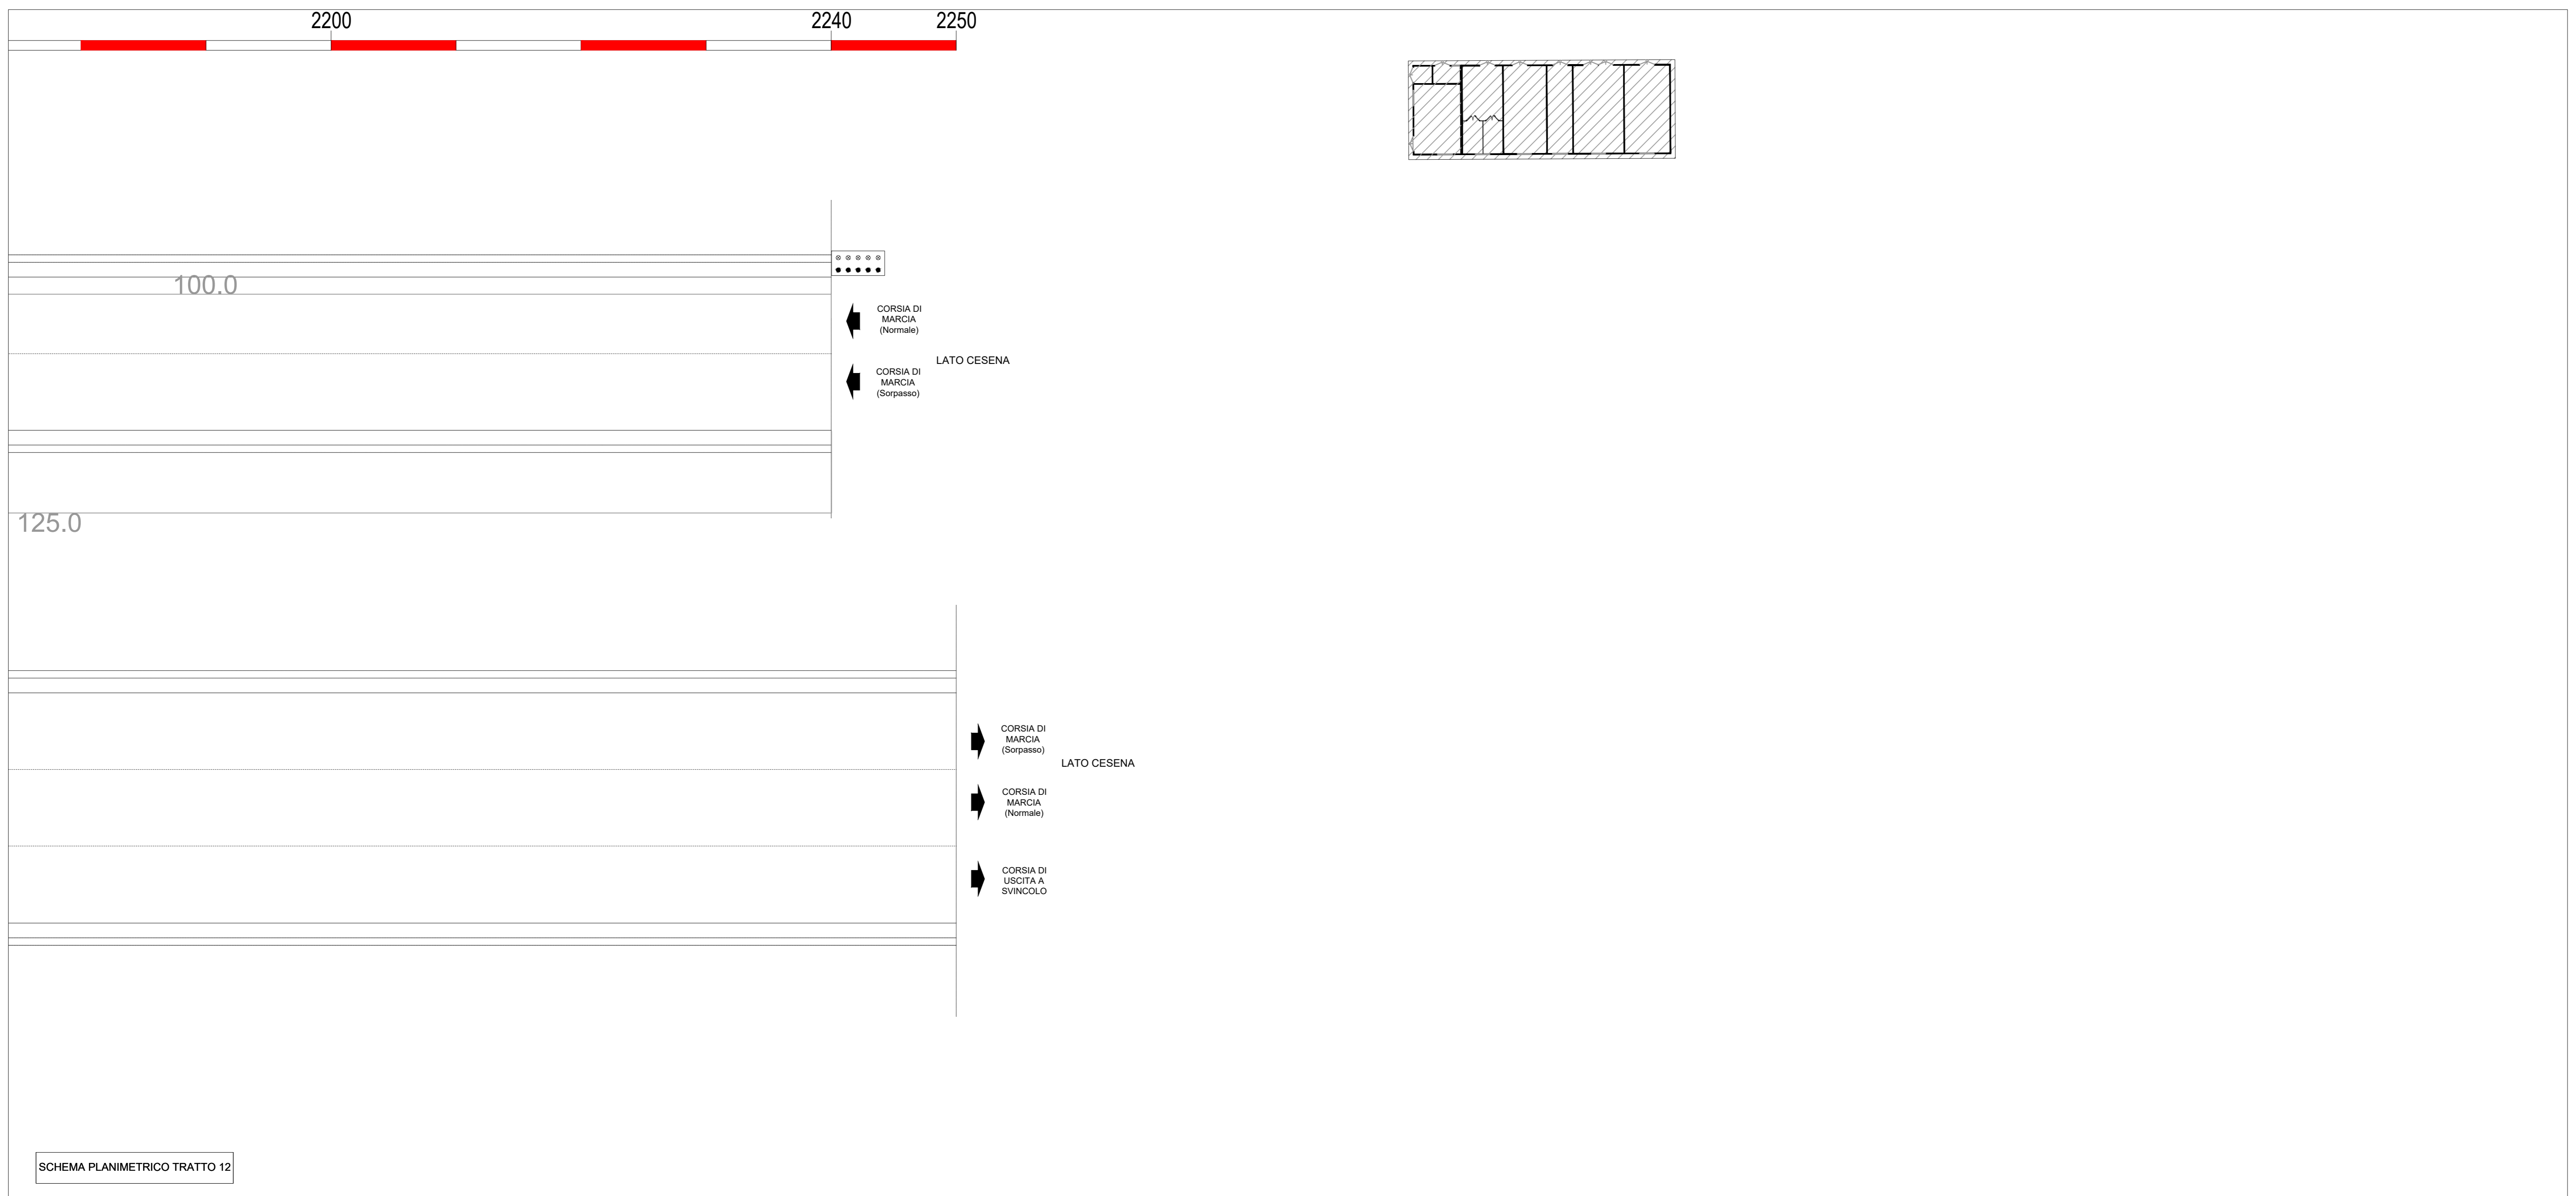 2200
2240
2250
100.0
CORSIA DI
MARCIA
(Normale)
LATO CESENA
CORSIA DI
MARCIA
(Sorpasso)
125.0
CORSIA DI
MARCIA
(Sorpasso)
LATO CESENA
CORSIA DI
MARCIA
(Normale)
CORSIA DI
USCITA A
SVINCOLO
SCHEMA PLANIMETRICO TRATTO 12